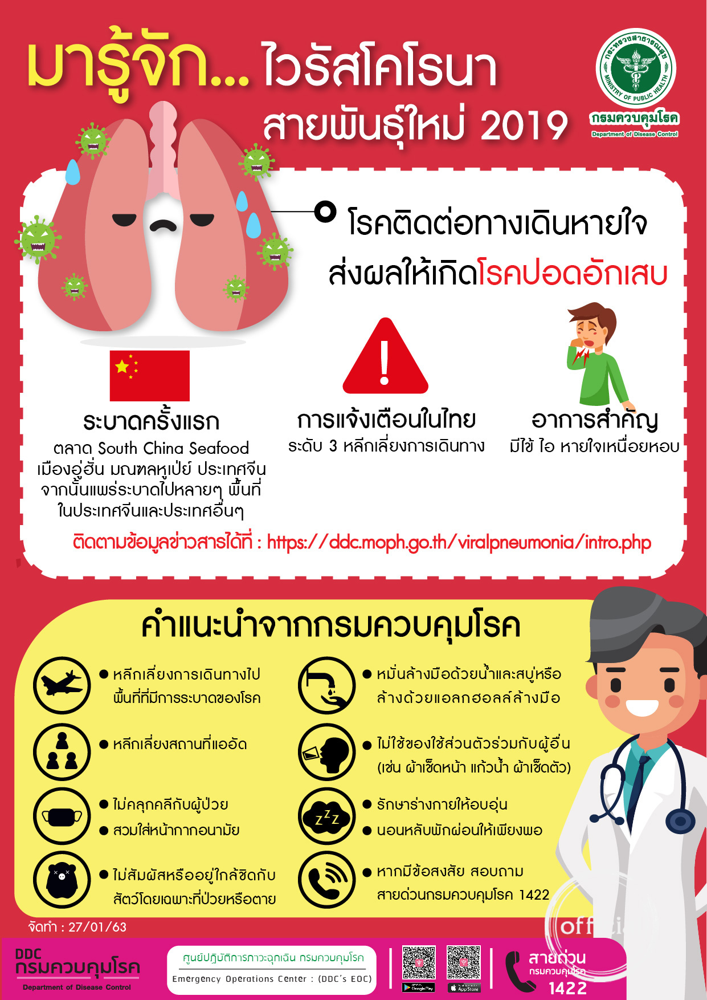 มารู้จัก... ไวรัสโคโรนา
สายพันธุ์ใหม่ 2019
กระทรวงสาธารณสุข
MINISTRY OF PUBLIC HEALTH
กรมควบคุมโรค
Department of Disease Control
โรคติดต่อทางเดินหายใจ
ส่งผลให้เกิดโรคปอดอักเสบ
ระบาดครั้งแรก
ตลาด South China Seafood
เมืองอู่ฮั่น มณฑลหูเป่ย์ ประเทศจีน
จากนั้นแพร่ระบาดไปหลายๆ พื้นที่
ในประเทศจีนและประเทศอื่นๆ
การแจ้งเตือนในไทย
ระดับ 3 หลีกเลี่ยงการเดินทาง
อาการสำคัญ
มีไข้ ไอ หายใจเหนื่อยหอบ
ติดตามข้อมูลข่าวสารได้ที่ : https://ddc.moph.go.th/viralpneumonia/intro.php
คำแนะนำจากกรมควบคุมโรค
● หลีกเลี่ยงการเดินทางไป
พื้นที่ที่มีการระบาดของโรค
● หลีกเลี่ยงสถานที่แออัด
● ไม่คลุกคลีกับผู้ป่วย
● สวมใส่หน้ากากอนามัย
● ไม่สัมผัสหรืออยู่ใกล้ชิดกับ
สัตว์โดยเฉพาะที่ป่วยหรือตาย
● หมั่นล้างมือด้วยน้ำและสบู่หรือ
ล้างด้วยแอลกฮอลล์ล้างมือ
● ไม่ใช้ของใช้ส่วนตัวร่วมกับผู้อื่น
(เช่น ผ้าเช็ดหน้า แก้วน้ำ ผ้าเช็ดตัว)
zzz
● รักษาร่างกายให้อบอุ่น
● นอนหลับพักผ่อนให้เพียงพอ
● หากมีข้อสงสัย สอบถาม
สายด่วนกรมควบคุมโรค 1422
จัดทำ : 27/01/63
DDC
กรมควบคุมโรค
Department of Disease Control
ศูนย์ปฏิบัติการภาวะฉุกเฉิน กรมควบคุมโรค
Emergency Operations Center : (DDC's EOC)
Google Play
App Store
สายด่วน
กรมควบคุมโรค
1422